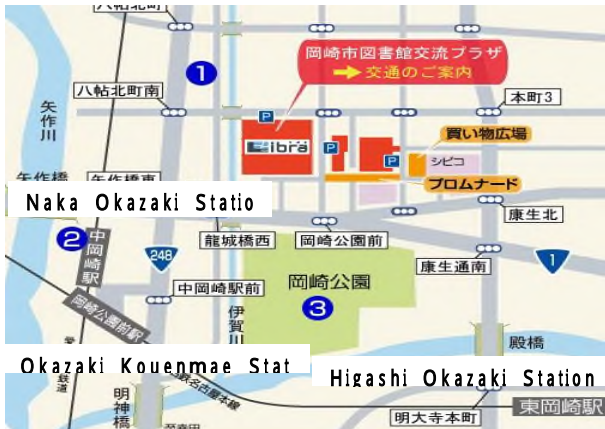 八帖北町
1
岡崎市図書館交流プラザ
交通のご案内
矢作川
八帖北町南
P
本町3
買い物広場
Libra
P
P
シビコ
プロムナード
矢作橋
矢作橋東
Naka Okazaki Statio
康生北
2
中岡崎駅
248
龍城橋西
岡崎公園前
康生通南
1
中岡崎駅前
岡崎公園
3
岡崎公園前駅
伊賀川
殿橋
Okazaki Kouenmae Stat
Higashi Okazaki Station
鉄道
名古屋本線
明神橋
明大寺本町
東岡崎駅